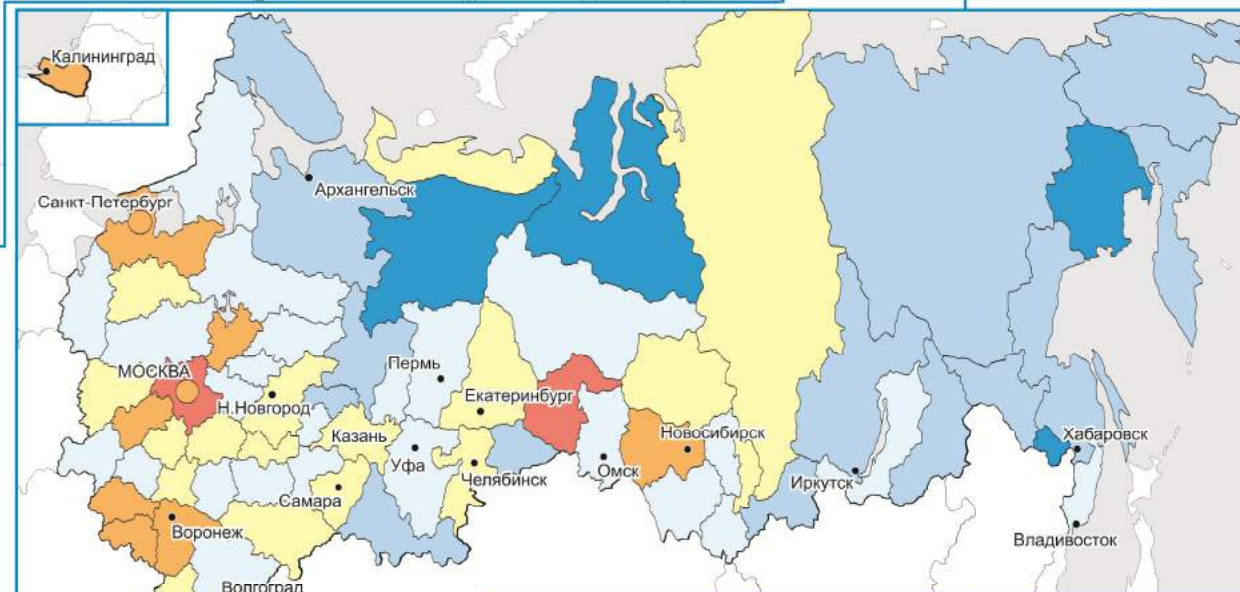 Калининград
Архангельск
Санкт-Петербург
МОСКВА
Пермь
Екатеринбург
Н.Новгород
Казань
Новосибирск
Хабаровск
Уфа
Омск
Челябинск
Иркутск
Самара
Воронеж
Владивосток
Волгоград